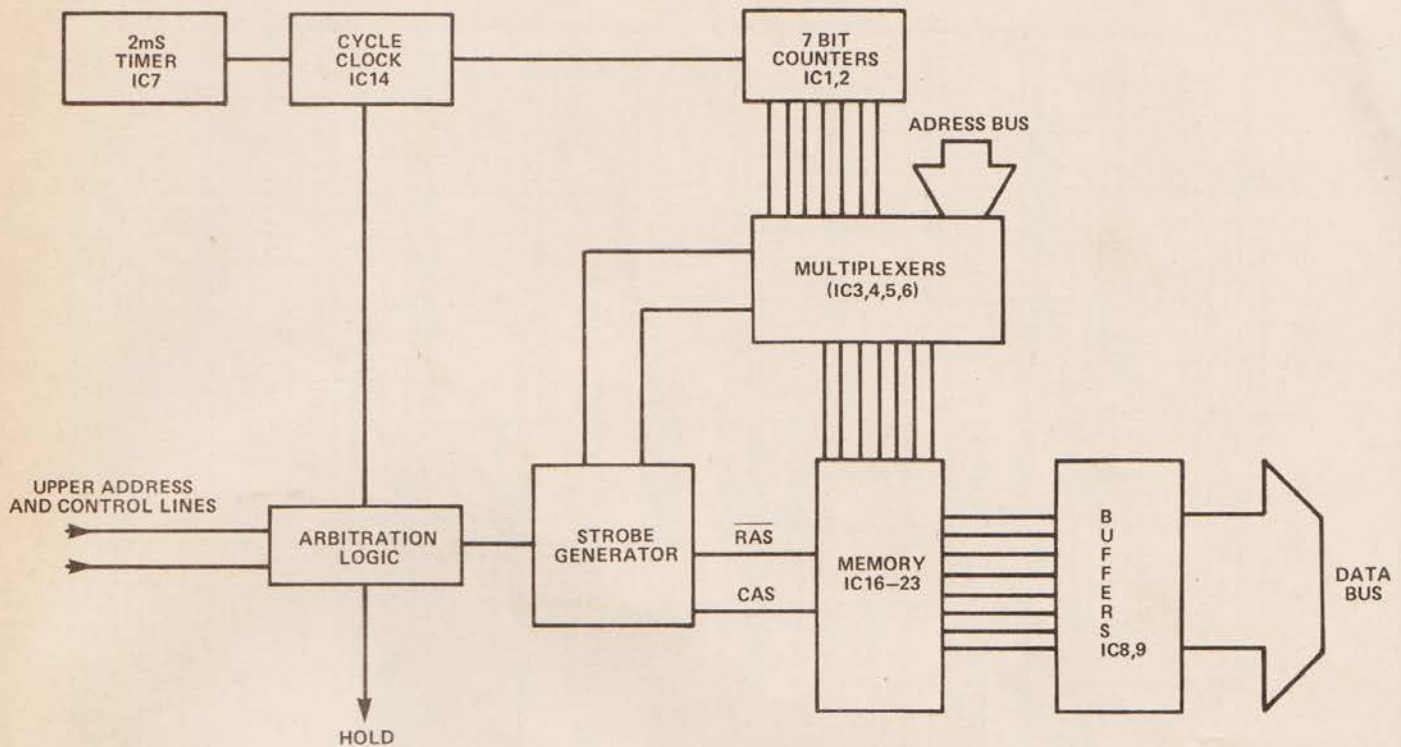 2mS
TIMER
IC7
CYCLE
CLOCK
IC14
7 BIT
COUNTERS
IC1,2
ADRESS BUS
MULTIPLEXERS
(IC3,4,5,6)
UPPER ADDRESS
AND CONTROL LINES
ARBITRATION
LOGIC
STROBE
GENERATOR
RAS
CAS
MEMORY
IC16–23
BUFFERS
IC8,9
DATA
BUS
HOLD